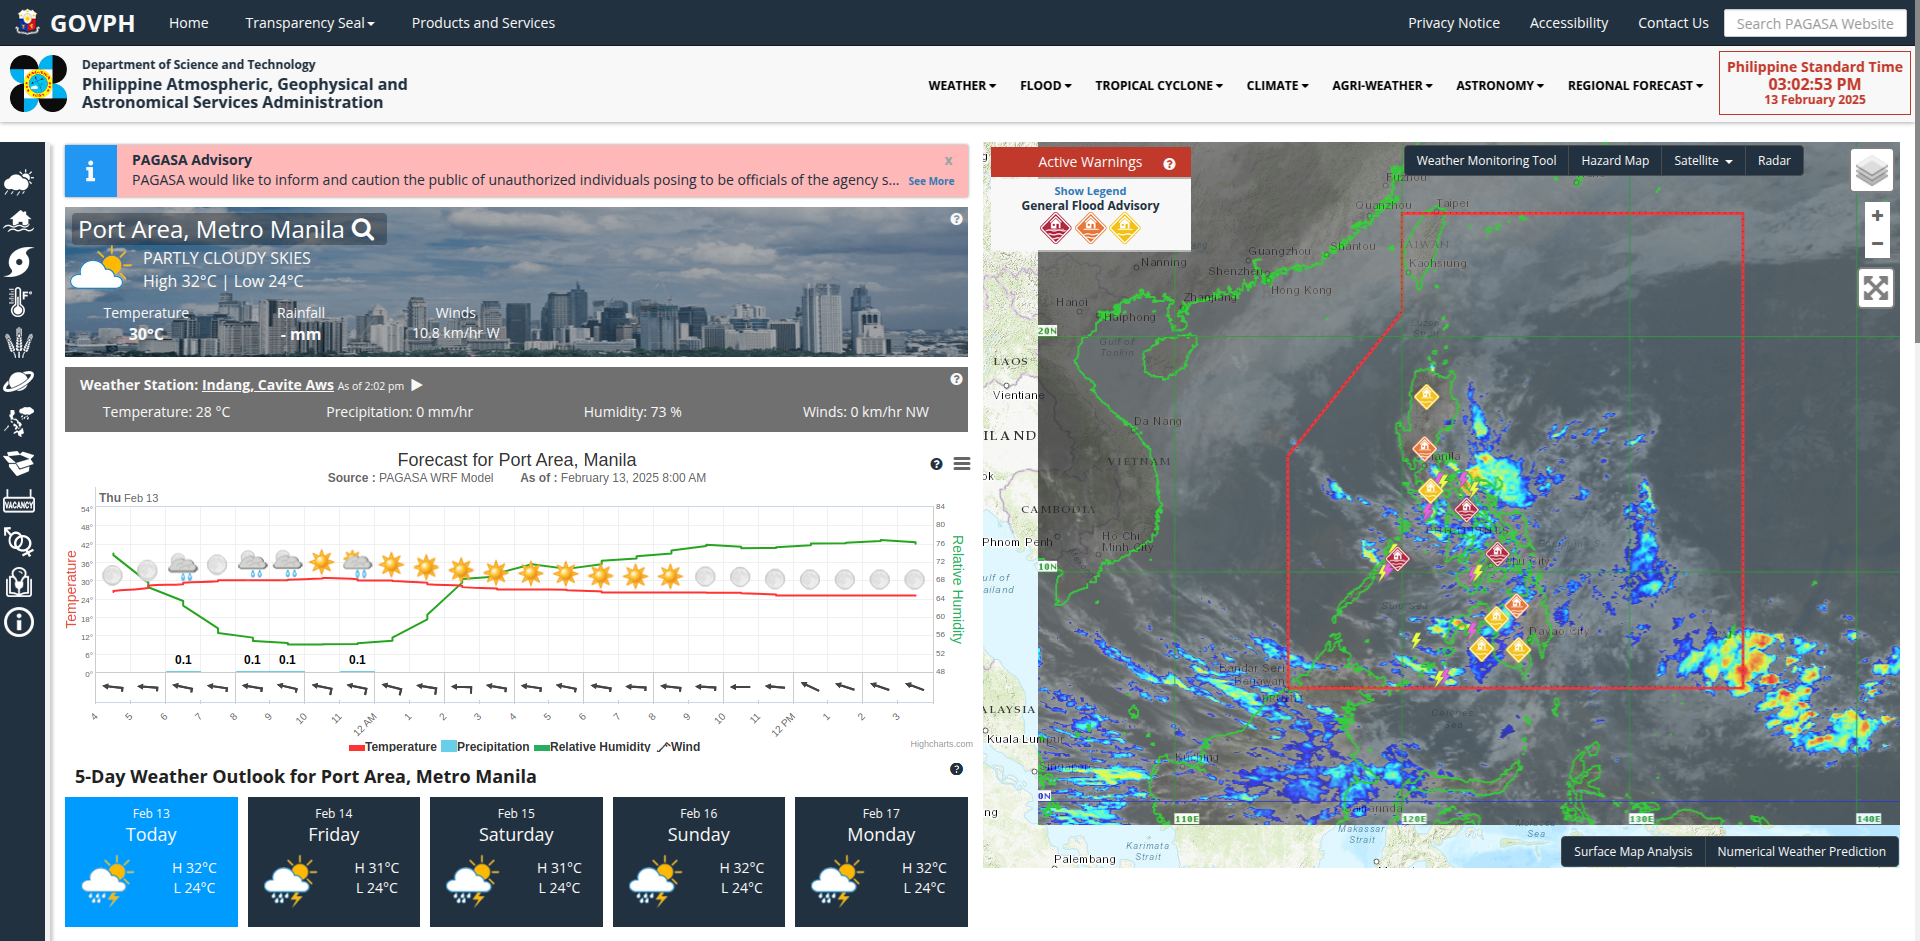 GOVPH
Home
Transparency Seal
Products and Services
Privacy Notice
Accessibility
Contact Us
Search PAGASA Website
Department of Science and Technology
Philippine Atmospheric, Geophysical and
Astronomical Services Administration
WEATHER
FLOOD
TROPICAL CYCLONE
CLIMATE
AGRI-WEATHER
ASTRONOMY
REGIONAL FORECAST
Philippine Standard Time
03:02:53 PM
13 February 2025
PAGASA Advisory
x
PAGASA would like to inform and caution the public of unauthorized individuals posing to be officials of the agency s... See More
Port Area, Metro Manila
PARTLY CLOUDY SKIES
High 32°C | Low 24°C
Temperature
30°C
Rainfall
- mm
Winds
10.8 km/hr W
Weather Station: Indang, Cavite Aws As of 2:02 pm
Temperature: 28 °C
Precipitation: 0 mm/hr
Humidity: 73 %
Winds: 0 km/hr NW
Forecast for Port Area, Manila
Source : PAGASA WRF Model As of : February 13, 2025 8:00 AM
Thu Feb 13
54°
48°
42°
36°
30°
24°
18°
12°
6°
0°
Temperature
84
80
76
72
68
64
60
56
52
48
Relative Humidity
0.1
0.1
0.1
0.1
4
5
6
7
8
9
10
11
12 AM
1
2
3
4
5
6
7
8
9
10
11
12 PM
1
2
3
Temperature
Precipitation
Relative Humidity
Wind
Highcharts.com
5-Day Weather Outlook for Port Area, Metro Manila
Feb 13
Today
H 32°C
L 24°C
Feb 14
Friday
H 31°C
L 24°C
Feb 15
Saturday
H 31°C
L 24°C
Feb 16
Sunday
H 32°C
L 24°C
Feb 17
Monday
H 32°C
L 24°C
VACANCY
Active Warnings
Show Legend
General Flood Advisory
Weather Monitoring Tool
Hazard Map
Satellite
Radar
+
−
Fuzhou
Quanzhou
Taipei
TAIWAN
Kaohsiung
Shantou
Guangzhou
Shenzhen
Hong Kong
Nanning
Zhanjiang
Hanoi
Haiphong
Gulf of
Tonkin
20N
LAOS
Vientiane
Da Nang
VIETNAM
CAMBODIA
Ho Chi
Minh City
Phnom Penh
10N
Davao City
Bandar Seri
Begawan
Kuala Lumpur
Kuching
Singapore
Samarinda
0N
110E
120E
130E
140E
Makassar
Strait
Karimata
Strait
Palembang
Surface Map Analysis
Numerical Weather Prediction